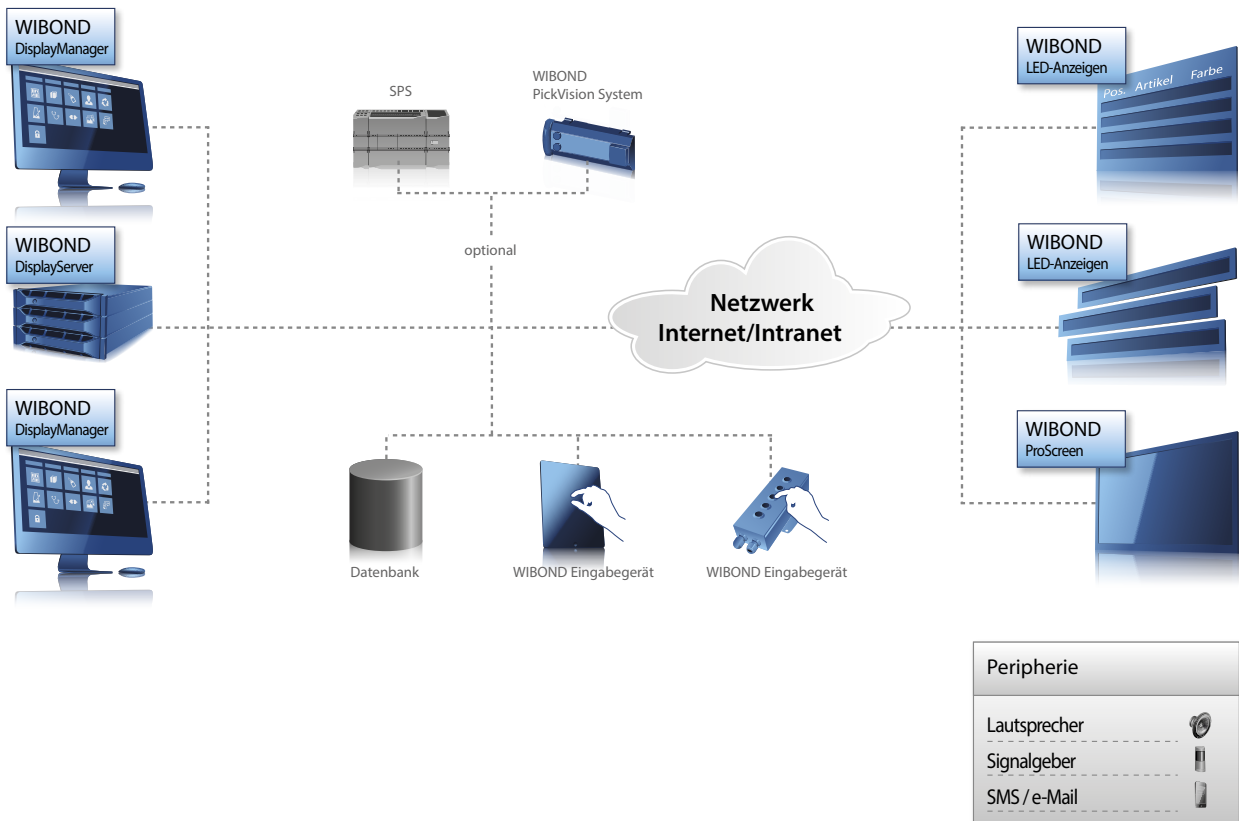 WIBOND
DisplayManager
SPS
WIBOND
PickVision System
WIBOND
LED-Anzeigen
Pos. Artikel Farbe
WIBOND
DisplayServer
optional
Netzwerk
Internet/Intranet
WIBOND
LED-Anzeigen
WIBOND
DisplayManager
WIBOND
ProScreen
Datenbank
WIBOND Eingabegerät
WIBOND Eingabegerät
Peripherie
Lautsprecher
Signalgeber
SMS / e-Mail